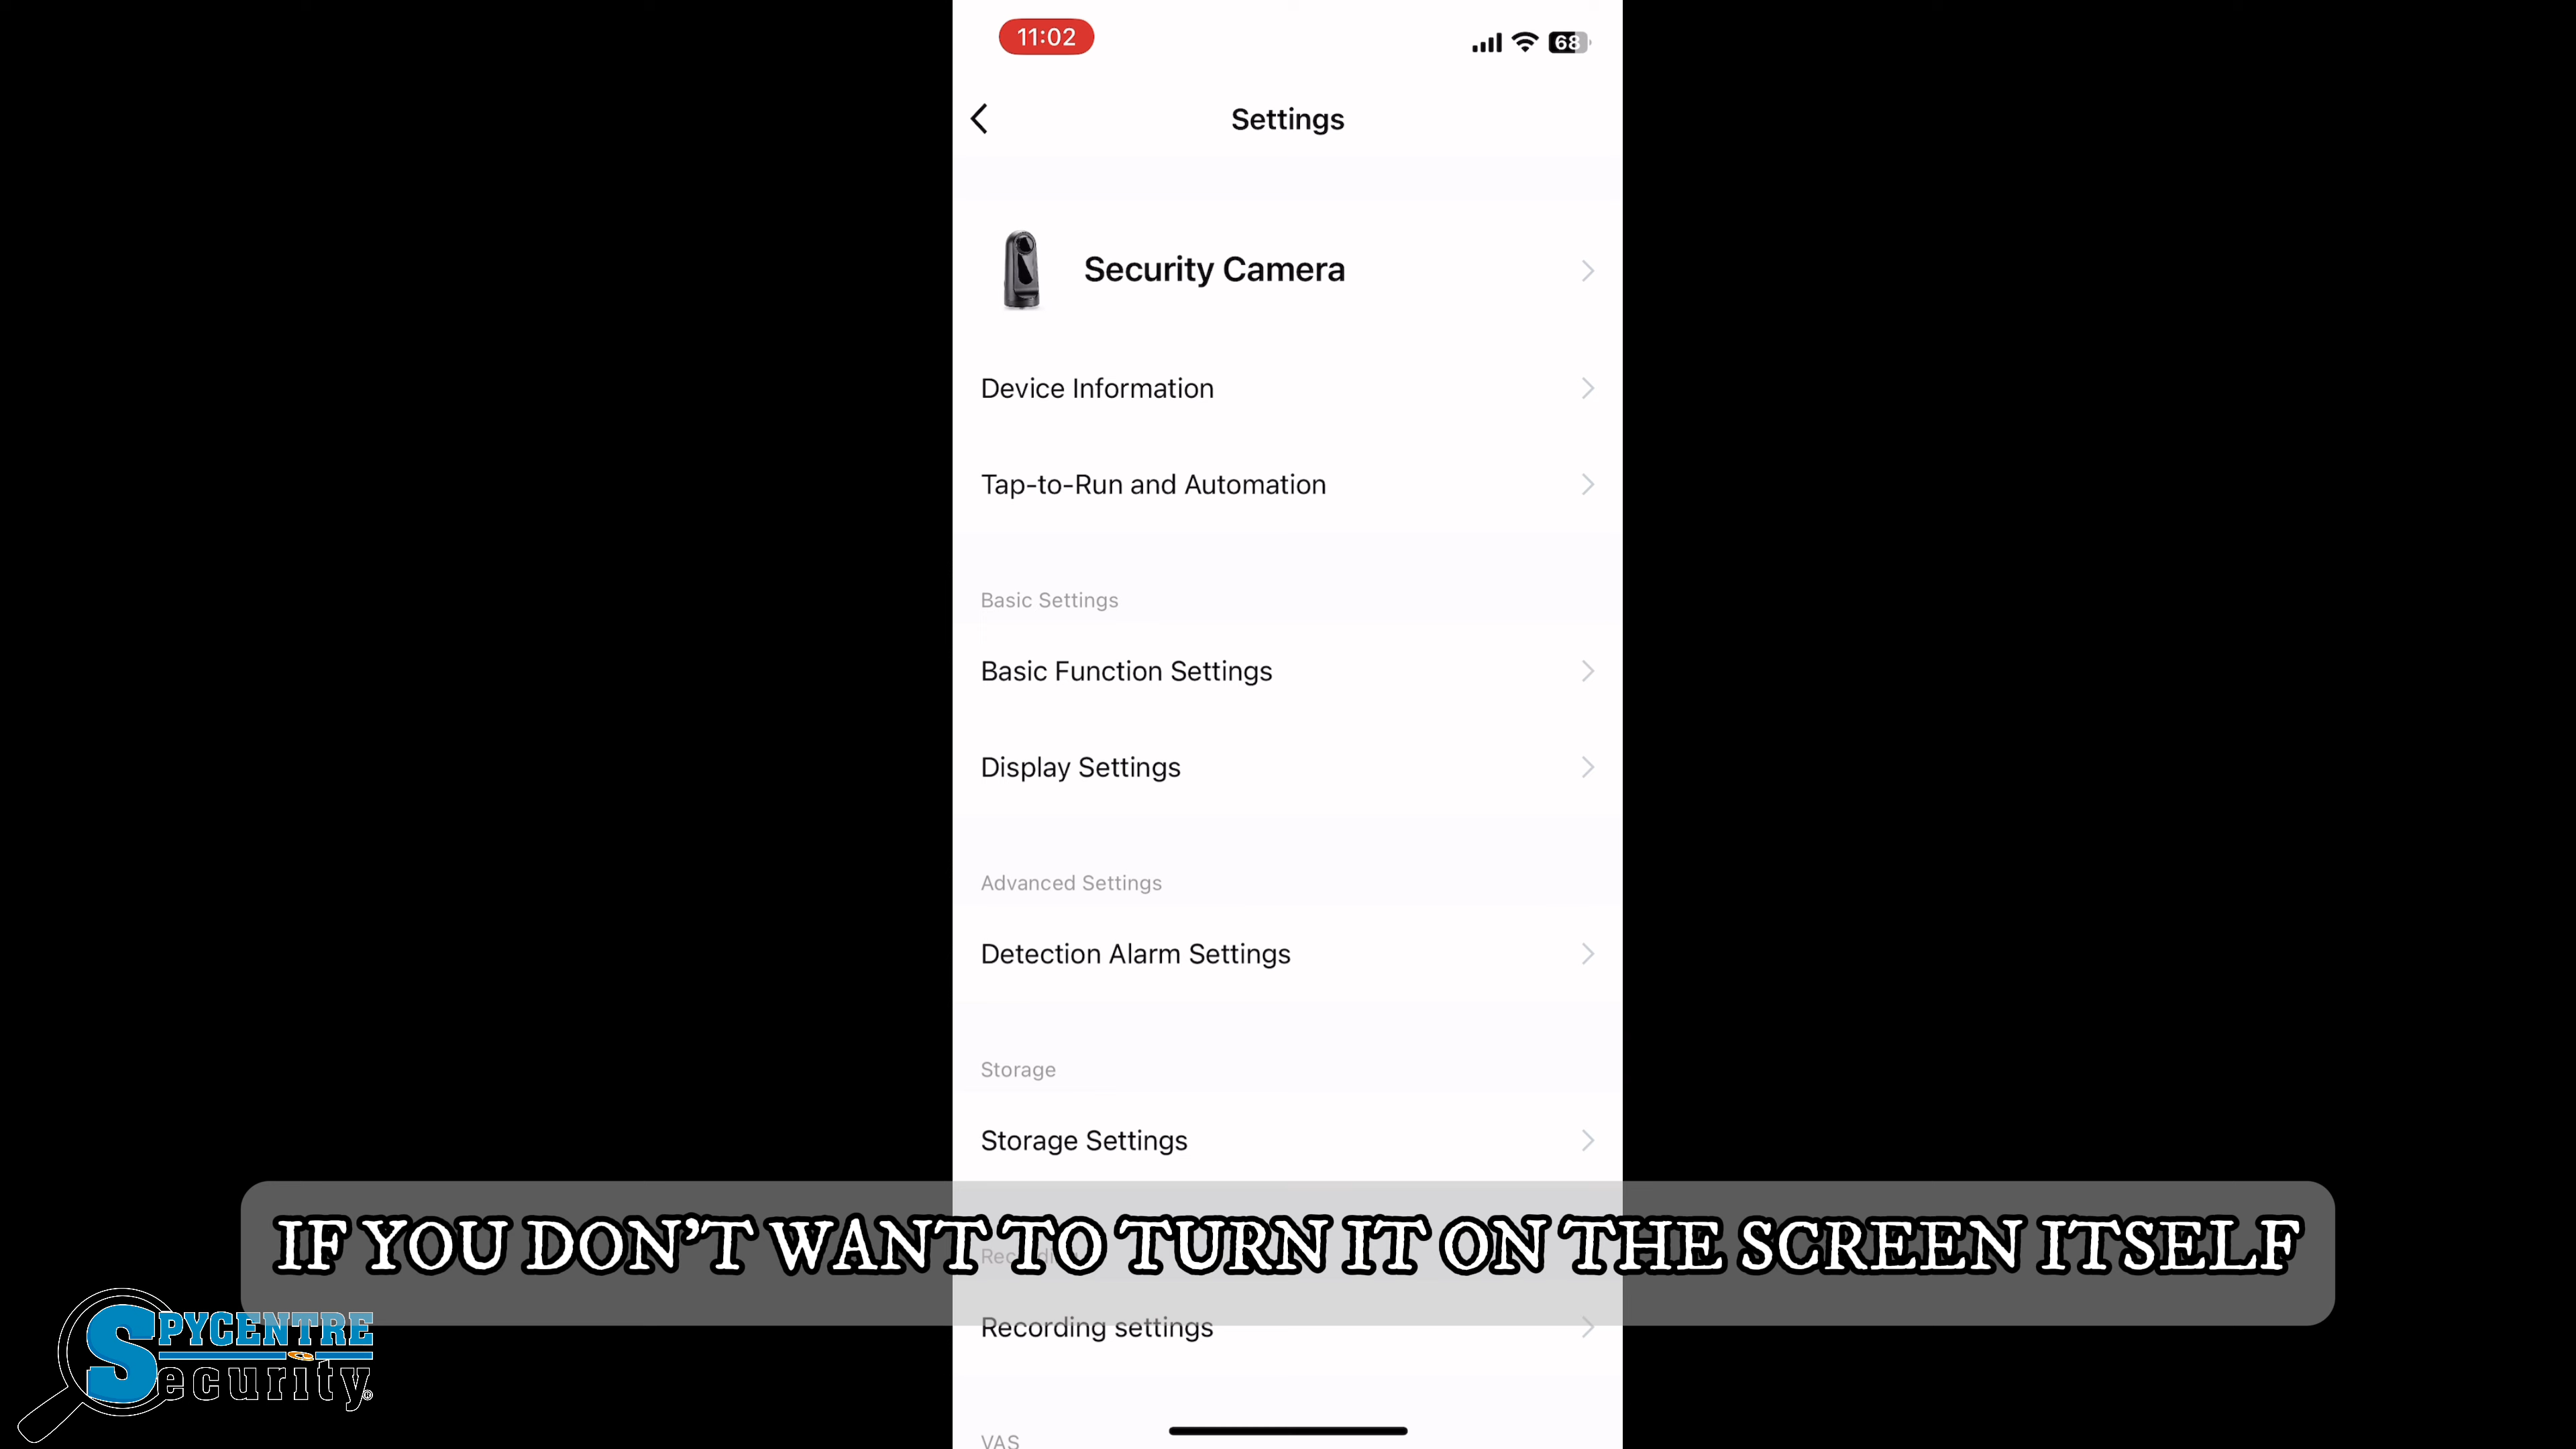 11:02
68
Settings
Security Camera
Device Information
Tap-to-Run and Automation
Basic Settings
Basic Function Settings
Display Settings
Advanced Settings
Detection Alarm Settings
Storage
Storage Settings
IF YOU DON'T WANT TO TURN IT ON THE SCREEN ITSELF
Recording settings
SPYCENTRE
Security®
VAS